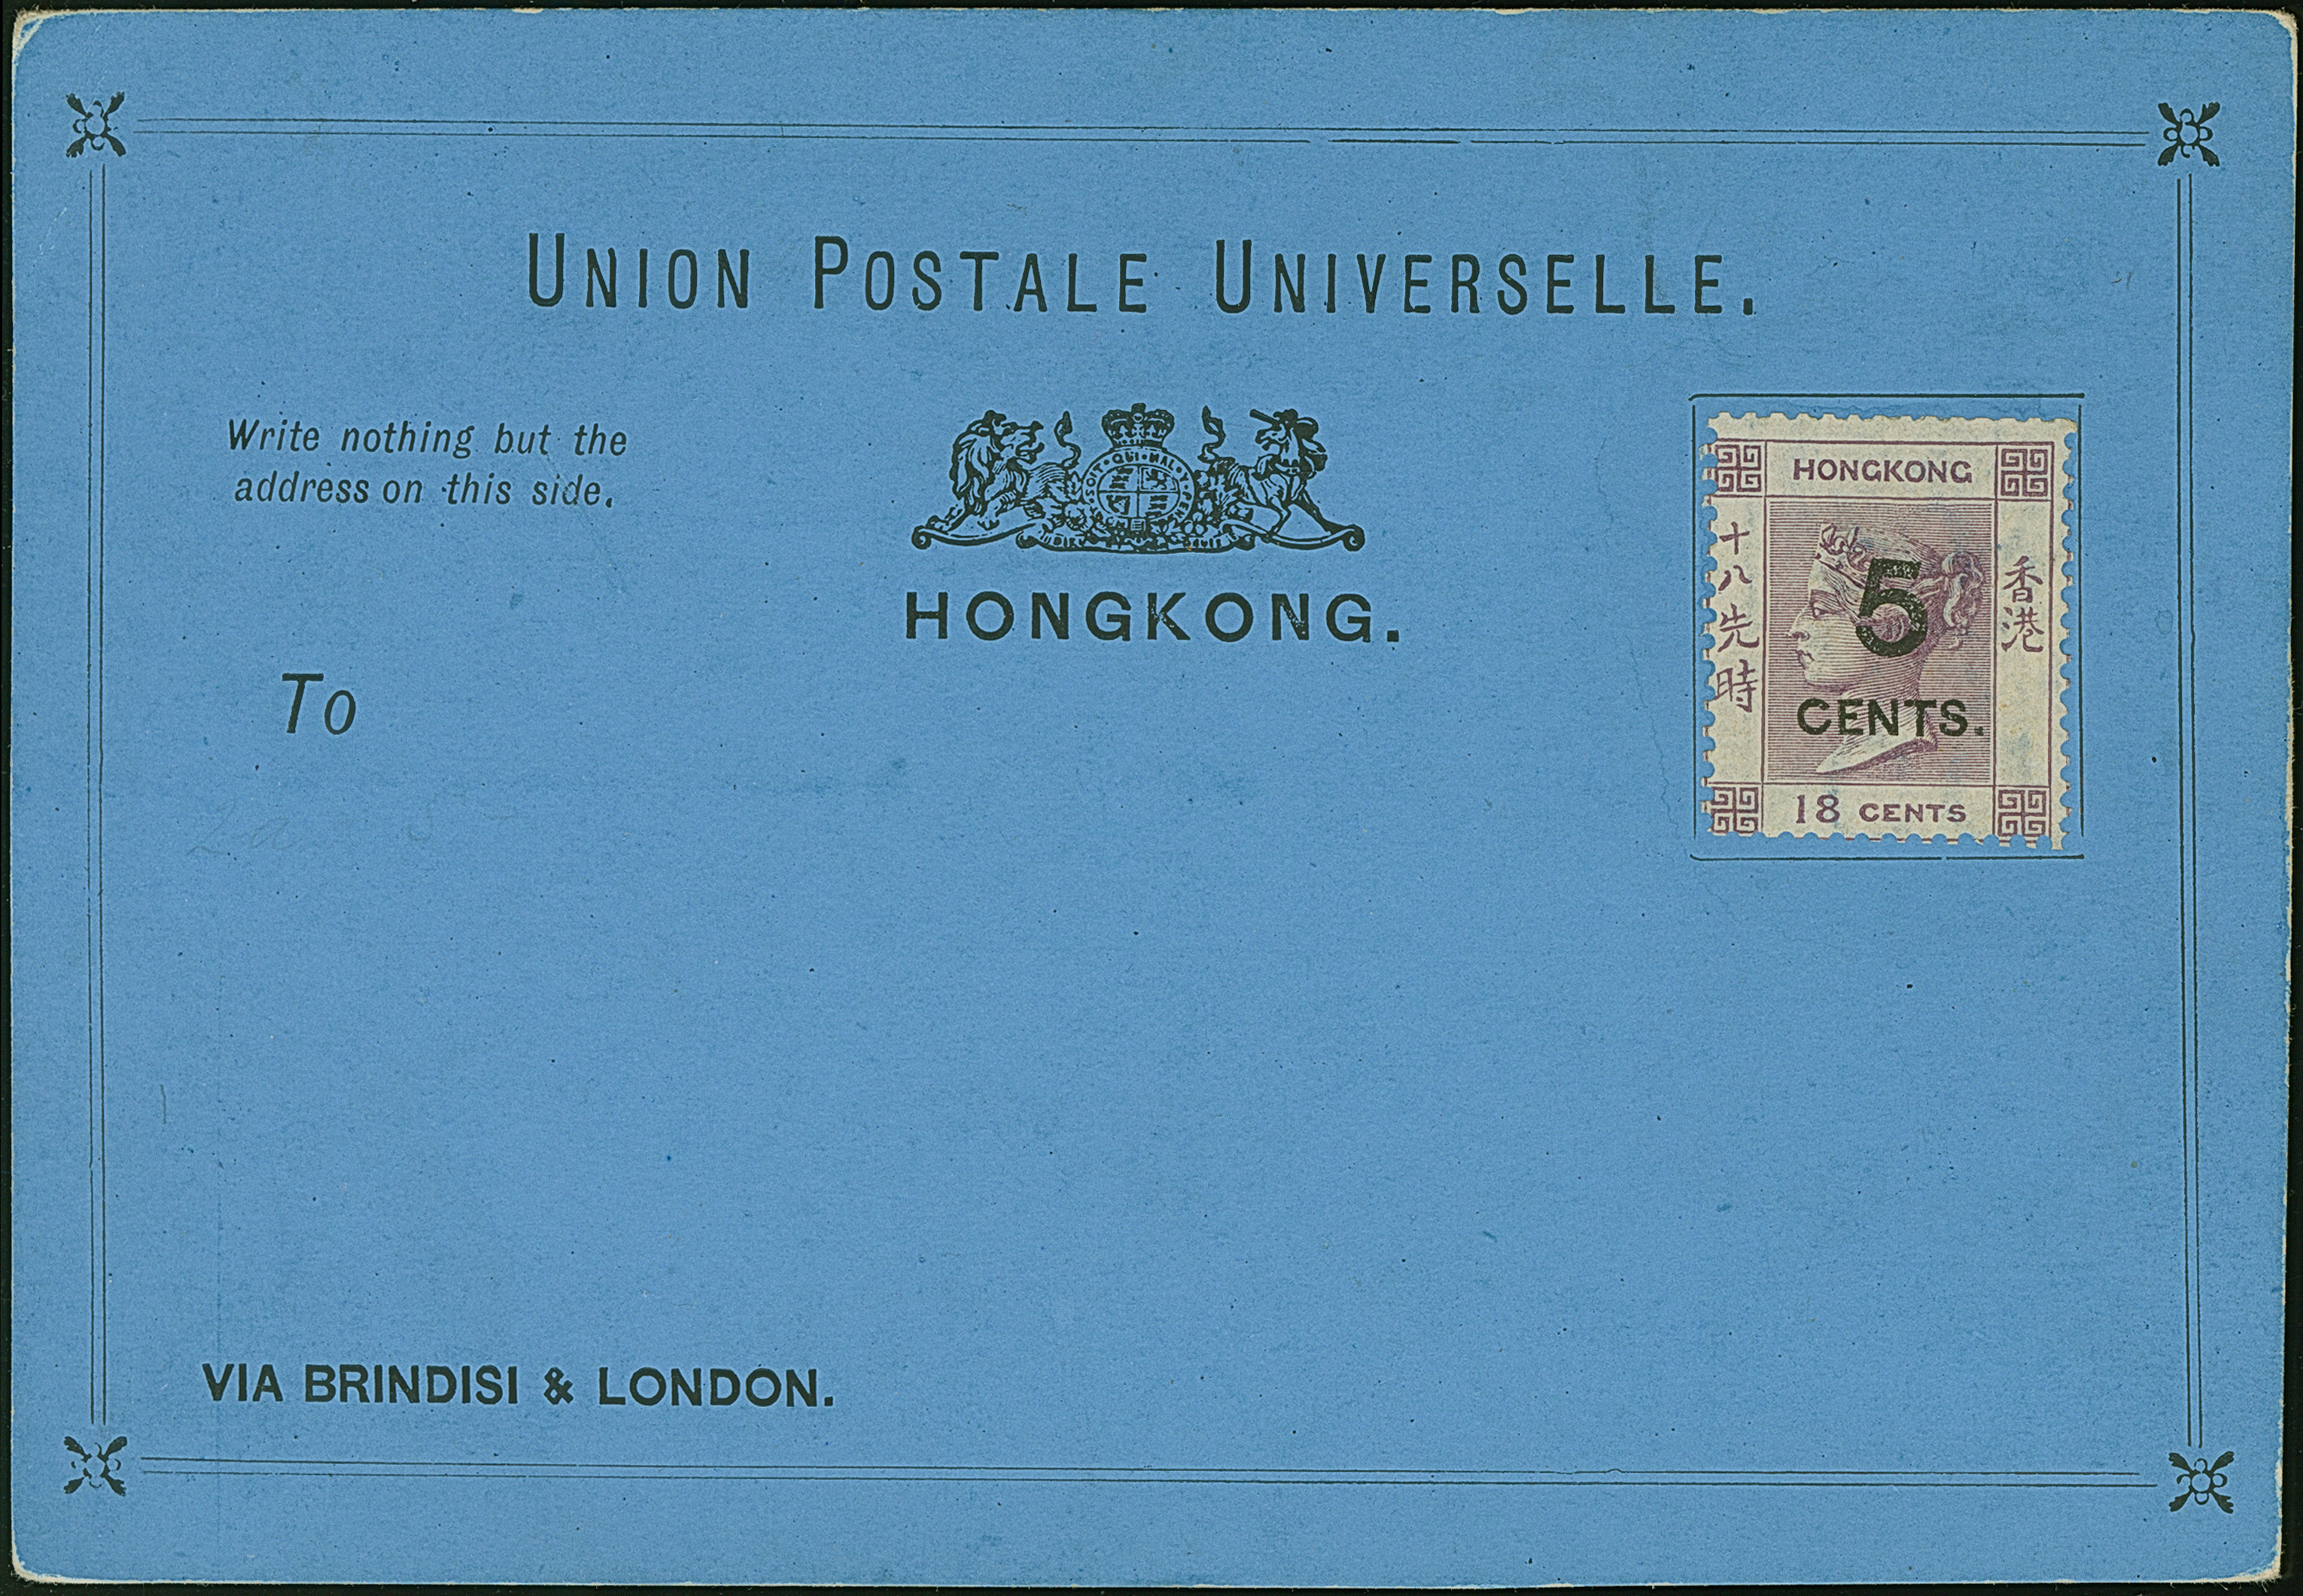 UNION POSTALE UNIVERSELLE.
Write nothing but the
address on this side.
HONGKONG.
To
HONGKONG
十八先時
香港
5
CENTS.
18 CENTS
VIA BRINDISI & LONDON.